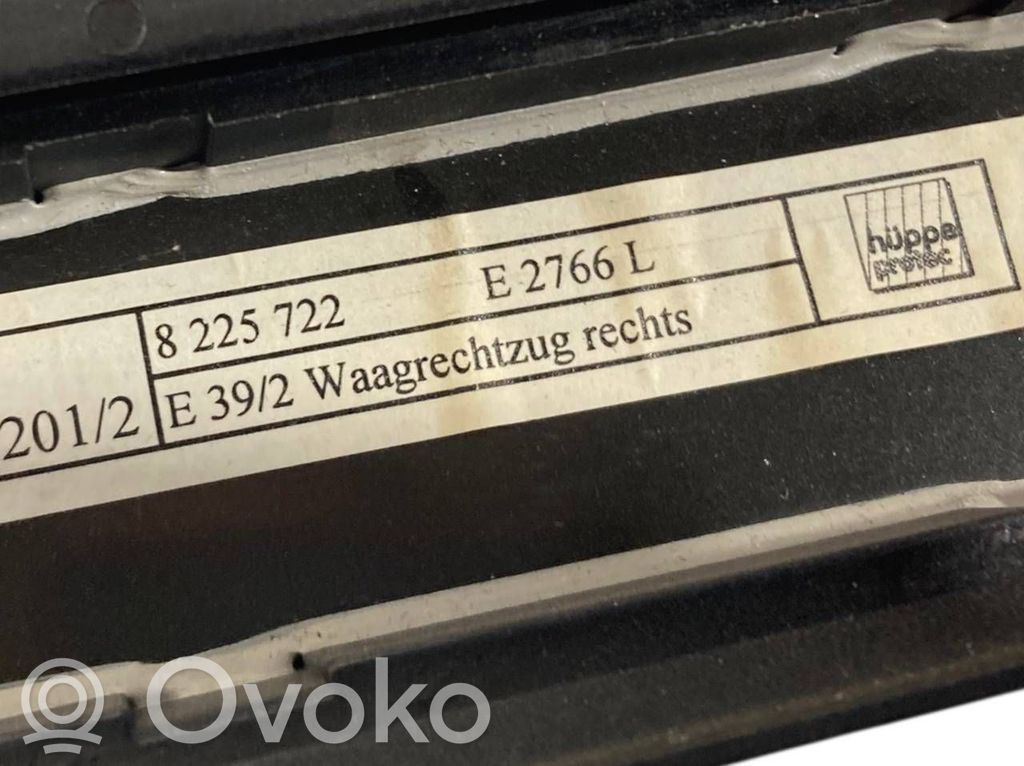 8 225 722 E 2766 L
201/2
E 39/2 Waagrechtzug rechts
hüppe
protec
Ovoko